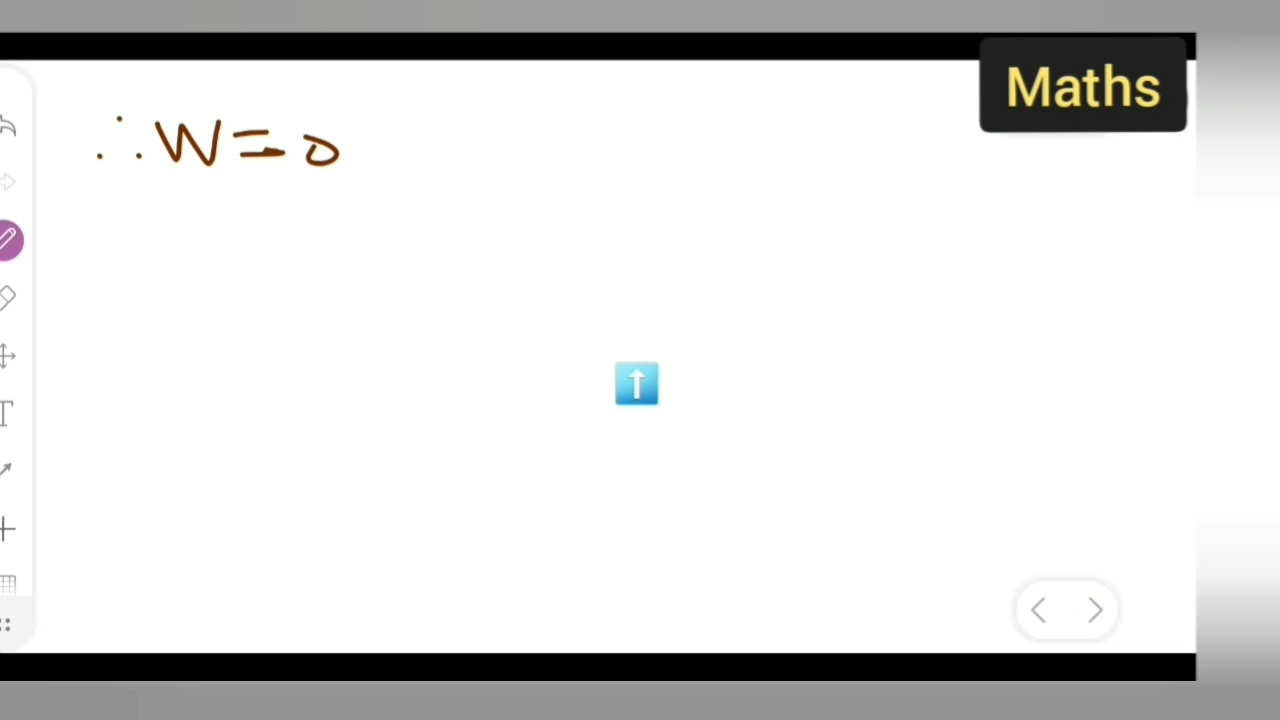 Maths
∴ W = 0